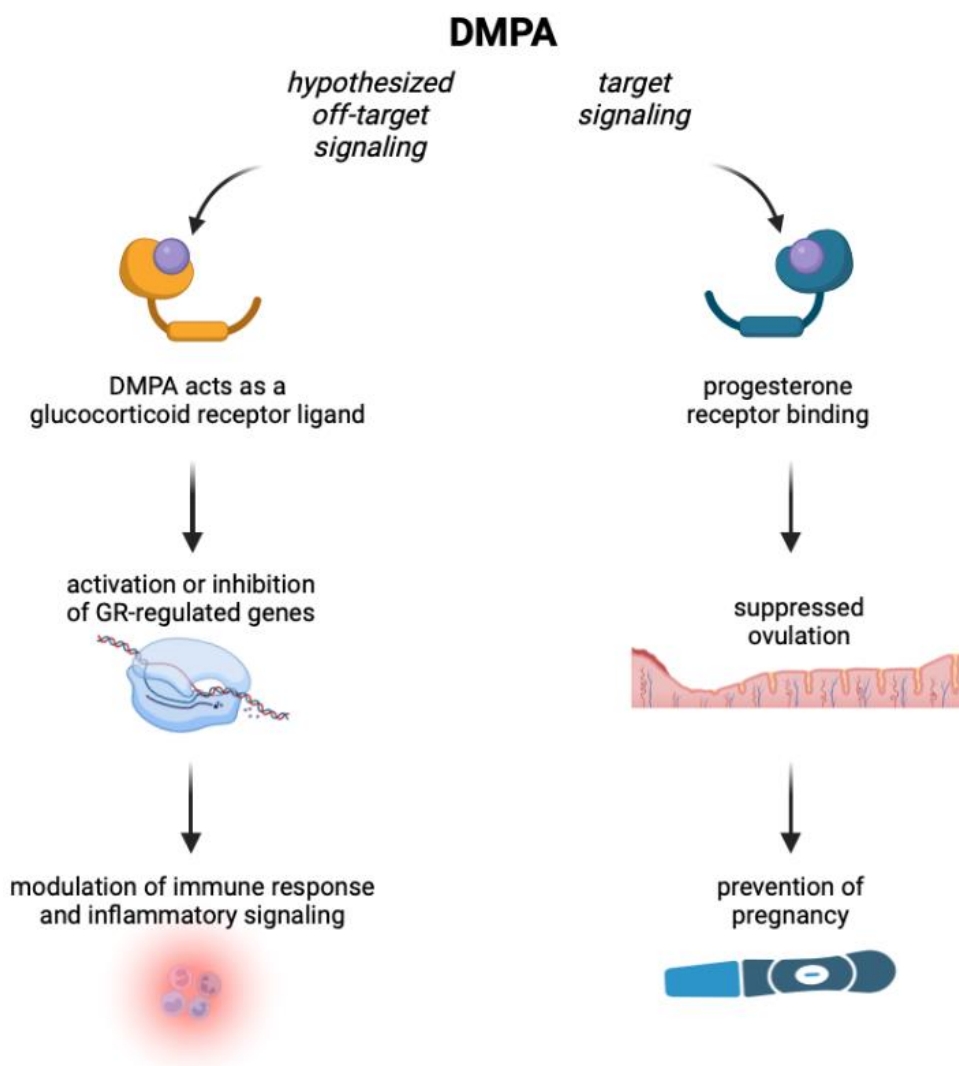 DMPA
hypothesized
off-target
signaling
target
signaling
DMPA acts as a
glucocorticoid receptor ligand
progesterone
receptor binding
activation or inhibition
of GR-regulated genes
suppressed
ovulation
modulation of immune response
and inflammatory signaling
prevention of
pregnancy